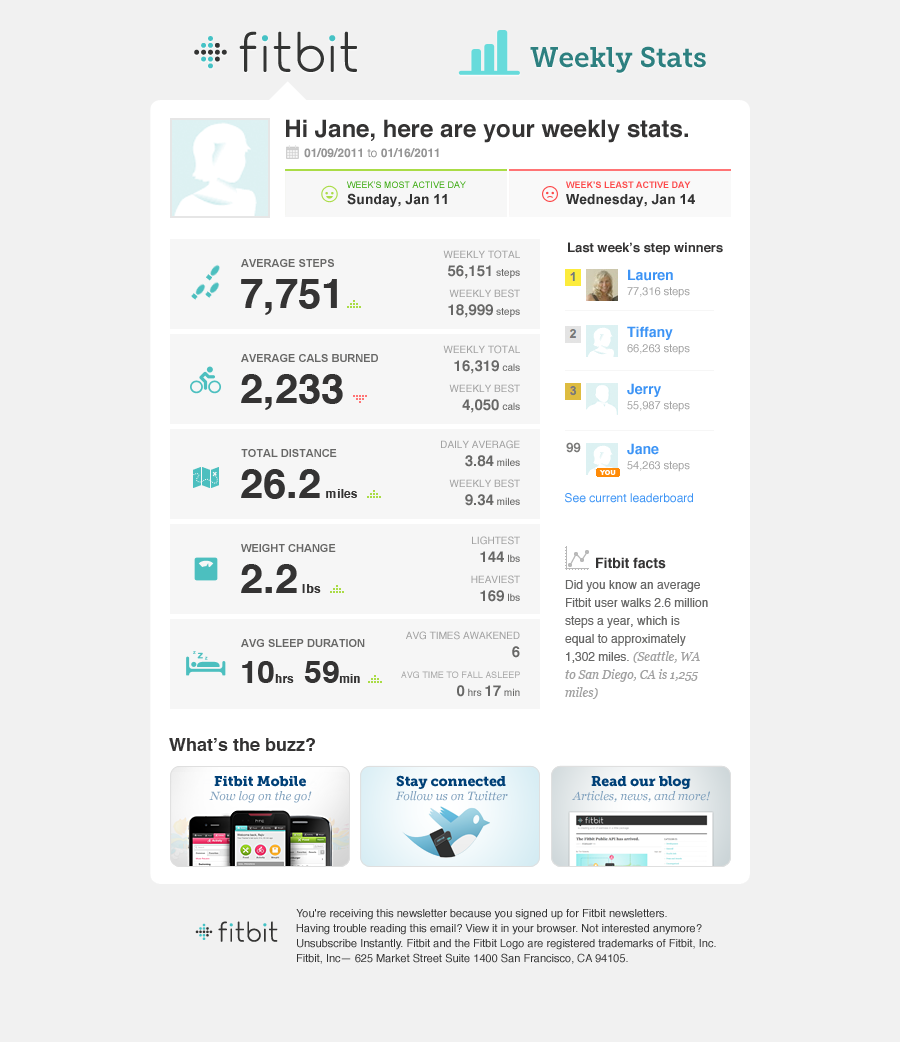 fitbit
Weekly Stats
Hi Jane, here are your weekly stats.
01/09/2011 to 01/16/2011
WEEK'S MOST ACTIVE DAY
Sunday, Jan 11
WEEK'S LEAST ACTIVE DAY
Wednesday, Jan 14
AVERAGE STEPS
7,751
WEEKLY TOTAL
56,151 steps
WEEKLY BEST
18,999 steps
AVERAGE CALS BURNED
2,233
WEEKLY TOTAL
16,319 cals
WEEKLY BEST
4,050 cals
TOTAL DISTANCE
26.2 miles
DAILY AVERAGE
3.84 miles
WEEKLY BEST
9.34 miles
WEIGHT CHANGE
2.2 lbs
LIGHTEST
144 lbs
HEAVIEST
169 lbs
z z z
AVG SLEEP DURATION
10hrs 59min
AVG TIMES AWAKENED
6
AVG TIME TO FALL ASLEEP
0 hrs 17 min
Last week's step winners
1
Lauren
77,316 steps
2
Tiffany
66,263 steps
3
Jerry
55,987 steps
99
Jane
54,263 steps
YOU
See current leaderboard
Fitbit facts
Did you know an average
Fitbit user walks 2.6 million
steps a year, which is
equal to approximately
1,302 miles. (Seattle, WA
to San Diego, CA is 1,255
miles)
What's the buzz?
Fitbit Mobile
Now log on the go!
Stay connected
Follow us on Twitter
Read our blog
Articles, news, and more!
fitbit
The Fitbit Public API has arrived.
fitbit
You're receiving this newsletter because you signed up for Fitbit newsletters.
Having trouble reading this email? View it in your browser. Not interested anymore?
Unsubscribe Instantly. Fitbit and the Fitbit Logo are registered trademarks of Fitbit, Inc.
Fitbit, Inc— 625 Market Street Suite 1400 San Francisco, CA 94105.